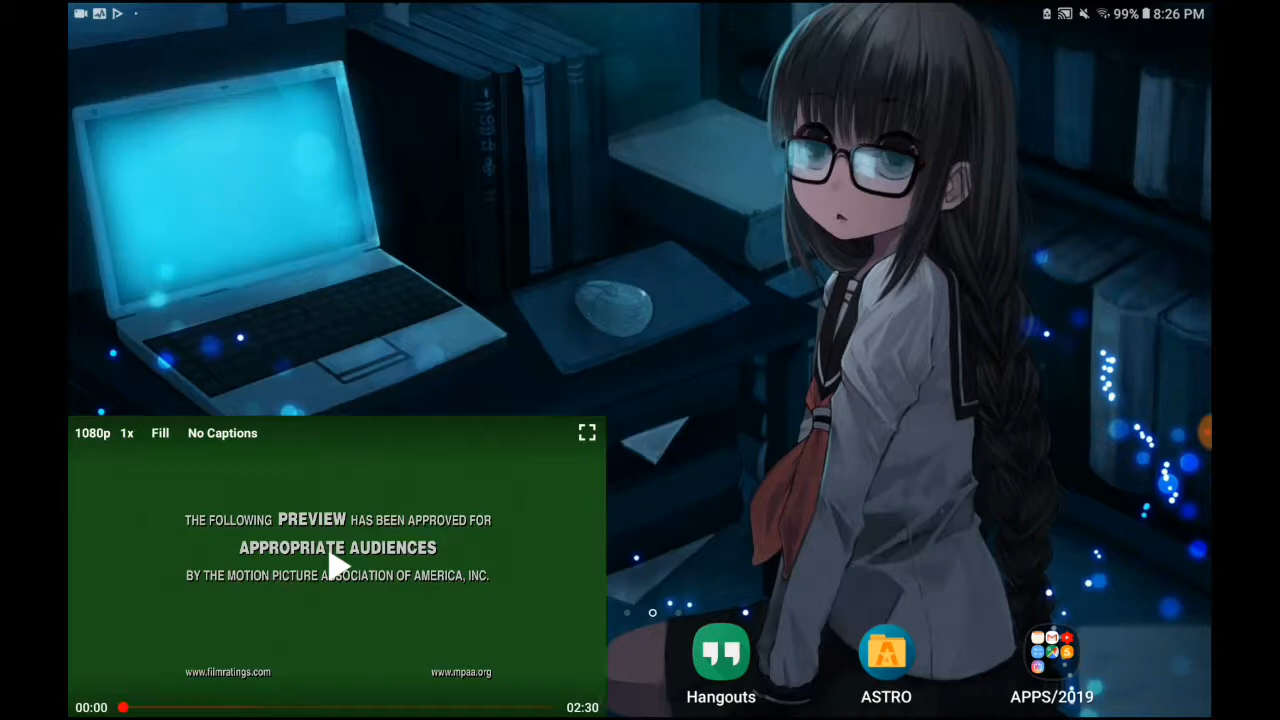 99% 8:26 PM
1080p 1x Fill No Captions
THE FOLLOWING PREVIEW HAS BEEN APPROVED FOR
APPROPRIATE AUDIENCES
BY THE MOTION PICTURE ASSOCIATION OF AMERICA, INC.
www.filmratings.com www.mpaa.org
00:00 02:30
Hangouts ASTRO APPS/2019